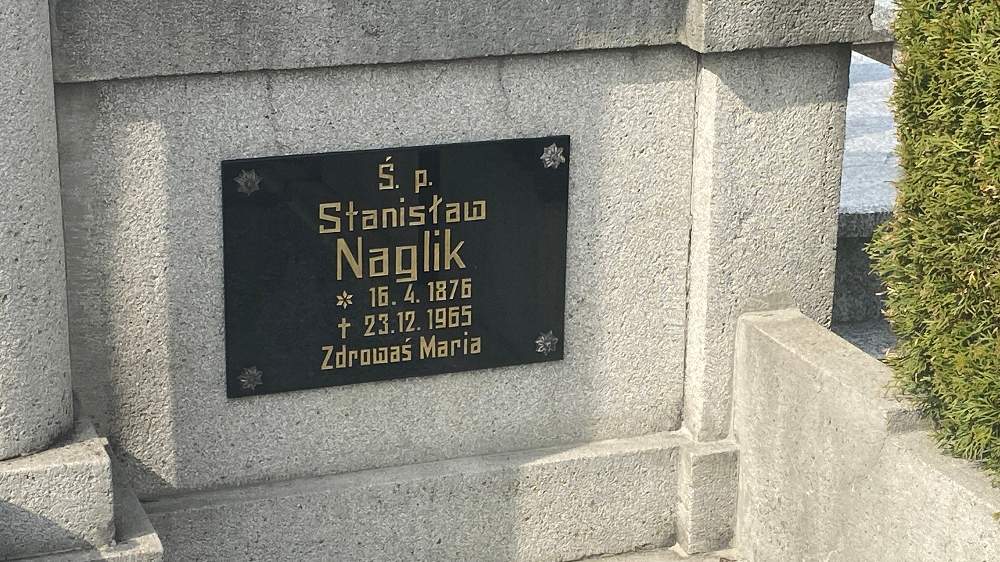 Ś. p.
Stanisław
Naglik
* 16. 4. 1876
† 23. 12. 1965
Zdrowaś Maria